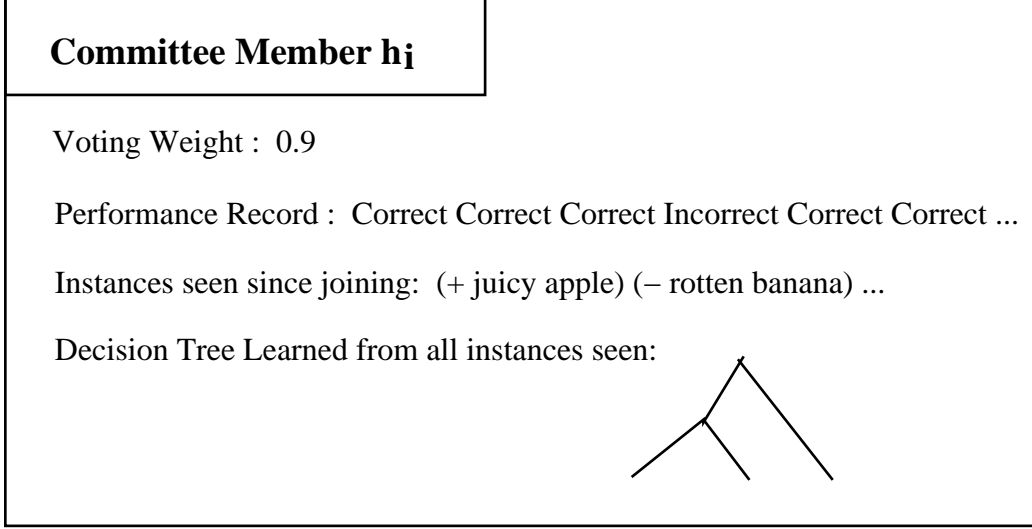 Committee Member hi
Voting Weight :  0.9
Performance Record :  Correct Correct Correct Incorrect Correct Correct ...
Instances seen since joining:  (+ juicy apple) (– rotten banana) ...
Decision Tree Learned from all instances seen: